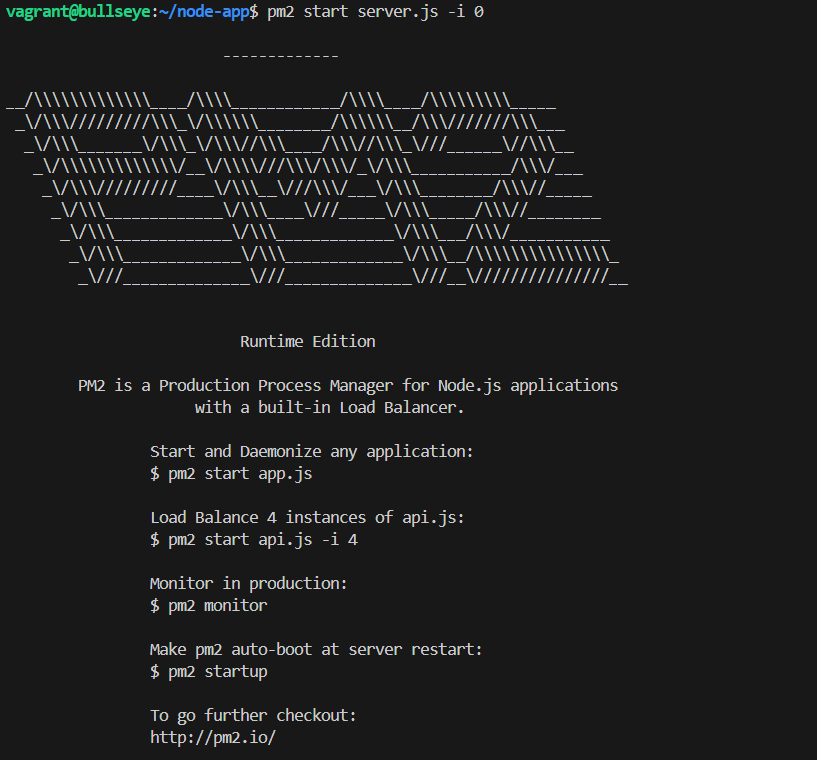 vagrant@bullseye:~/node-app$ pm2 start server.js -i 0
-------------
__/\\\\\\\\\\\\\____/\\\\____________/\\\\____/\\\\\\\\\_____
_\/\\\/////////\\\_\/\\\\\\________/\\\\\\__/\\\///////\\\___
_\/\\\_______\/\\\_\/\\\//\\\____/\\\//\\\_\///______\//\\\__
_\/\\\\\\\\\\\\\/__\/\\\\///\\\/\\\/_\/\\\___________/\\\/___
_\/\\\/////////____\/\\\__\///\\\/___\/\\\________/\\\//_____
_\/\\\_____________\/\\\____\///_____\/\\\_____/\\\//________
_\/\\\_____________\/\\\_____________\/\\\___/\\\/___________
_\/\\\_____________\/\\\_____________\/\\\__/\\\\\\\\\\\\\\\_
_\///______________\///______________\///__\///////////////__
Runtime Edition
PM2 is a Production Process Manager for Node.js applications
with a built-in Load Balancer.
Start and Daemonize any application:
$ pm2 start app.js
Load Balance 4 instances of api.js:
$ pm2 start api.js -i 4
Monitor in production:
$ pm2 monitor
Make pm2 auto-boot at server restart:
$ pm2 startup
To go further checkout:
http://pm2.io/